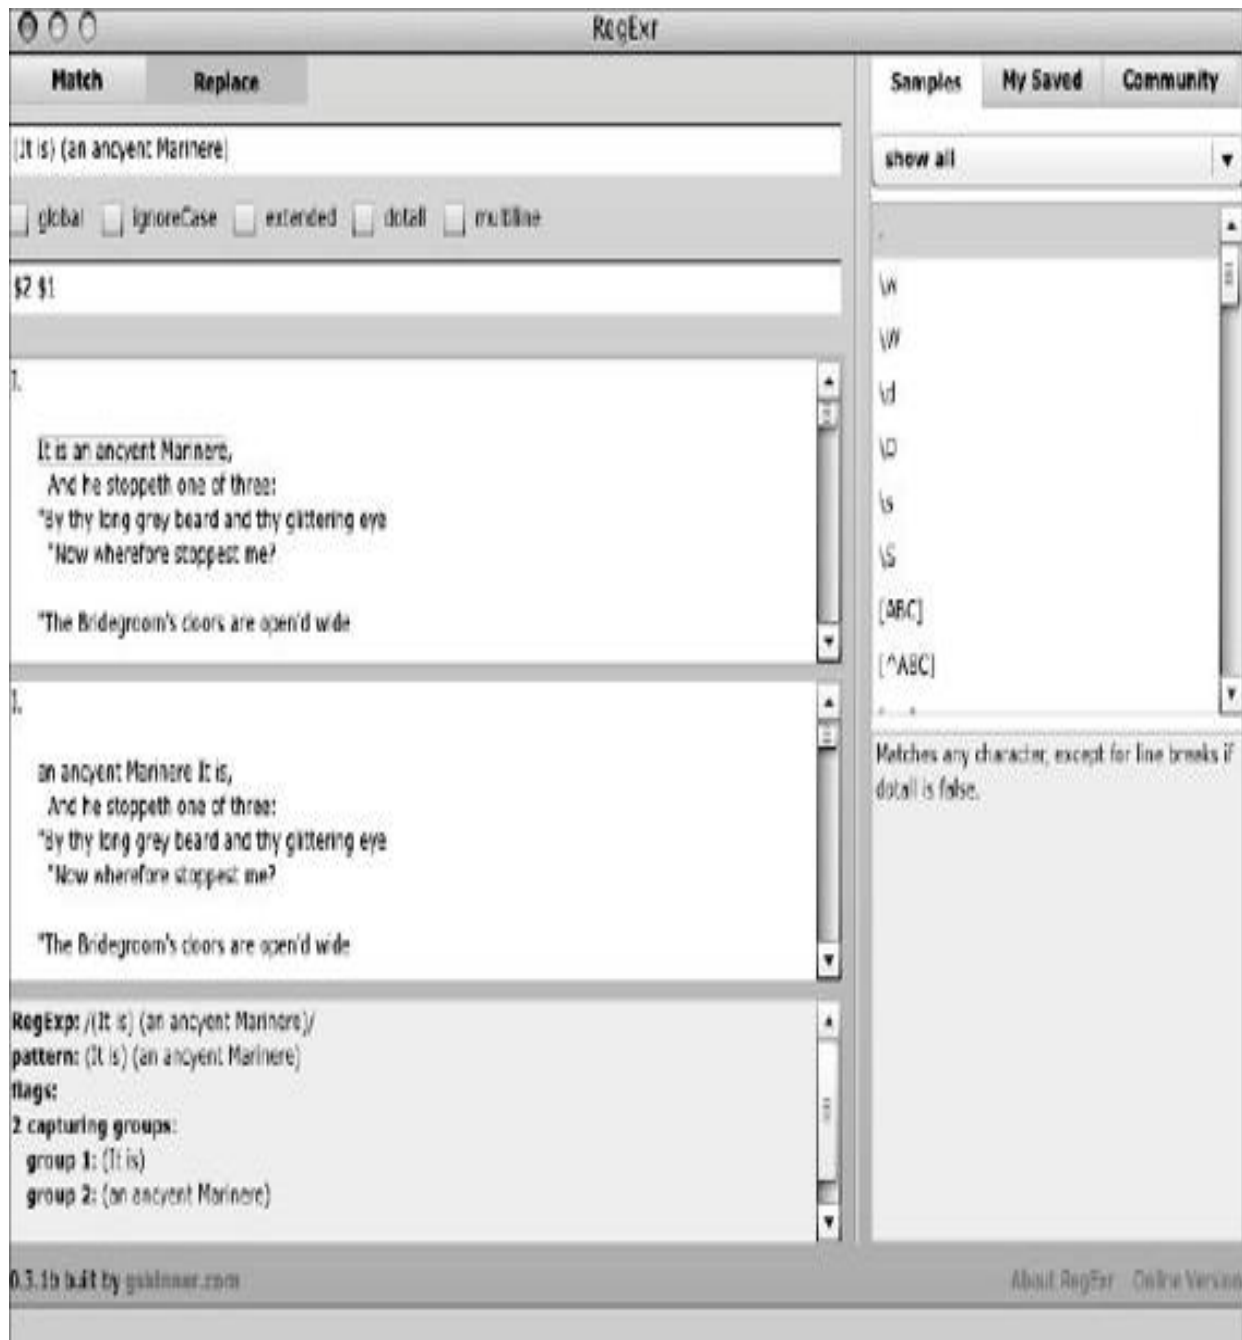 RegExr
Match Replace
(It is) (an ancyent Marinere)
global ignoreCase extended dotall multiline
$2 $1
1.
It is an ancyent Marinere,
And he stoppeth one of three:
"By thy long grey beard and thy glittering eye
"Now wherefore stoppest me?
"The Bridegroom's doors are open'd wide
1.
an ancyent Marinere It is,
And he stoppeth one of three:
"By thy long grey beard and thy glittering eye
"Now wherefore stoppest me?
"The Bridegroom's doors are open'd wide
RegExp: /(It is) (an ancyent Marinere)/
pattern: (It is) (an ancyent Marinere)
flags:
2 capturing groups:
group 1: (It is)
group 2: (an ancyent Marinere)
0.3.1b built by gskinner.com
Samples My Saved Community
show all
.
\w
\W
\d
\D
\s
\S
[ABC]
[^ABC]
Matches any character, except for line breaks if
dotall is false.
About RegExr Online Version